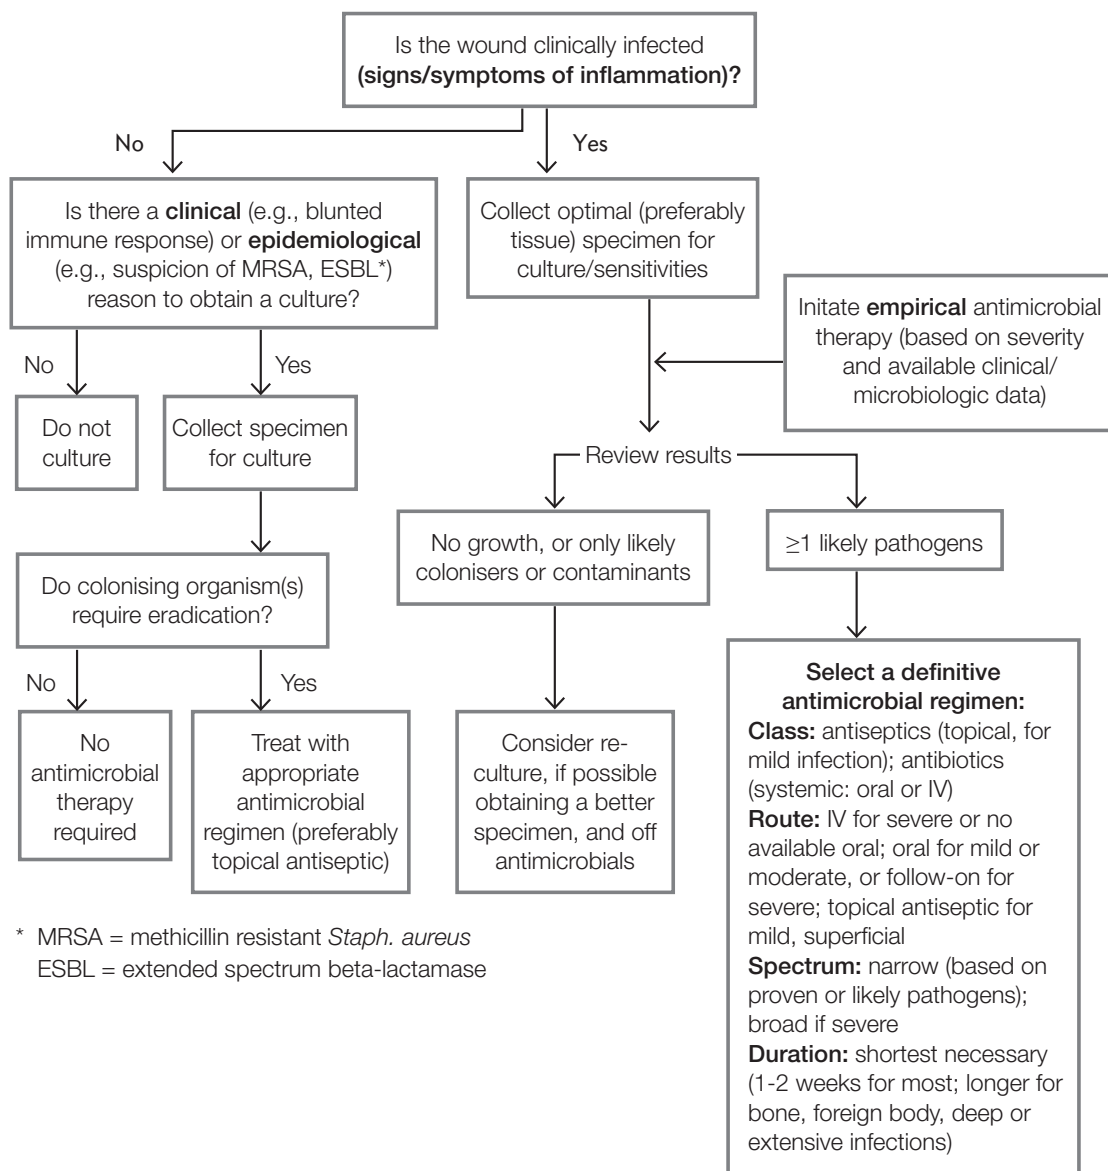 Is the wound clinically infected
(signs/symptoms of inflammation)?
No
Yes
Is there a clinical (e.g., blunted
immune response) or epidemiological
(e.g., suspicion of MRSA, ESBL*)
reason to obtain a culture?
Collect optimal (preferably
tissue) specimen for
culture/sensitivities
Initate empirical antimicrobial
therapy (based on severity
and available clinical/
microbiologic data)
No
Yes
Do not
culture
Collect specimen
for culture
Review results
No growth, or only likely
colonisers or contaminants
≥1 likely pathogens
Do colonising organism(s)
require eradication?
No
Yes
No
antimicrobial
therapy
required
Treat with
appropriate
antimicrobial
regimen (preferably
topical antiseptic)
Consider re-
culture, if possible
obtaining a better
specimen, and off
antimicrobials
Select a definitive
antimicrobial regimen:
Class: antiseptics (topical, for
mild infection); antibiotics
(systemic: oral or IV)
Route: IV for severe or no
available oral; oral for mild or
moderate, or follow-on for
severe; topical antiseptic for
mild, superficial
Spectrum: narrow (based on
proven or likely pathogens);
broad if severe
Duration: shortest necessary
(1-2 weeks for most; longer for
bone, foreign body, deep or
extensive infections)
* MRSA = methicillin resistant Staph. aureus
ESBL = extended spectrum beta-lactamase